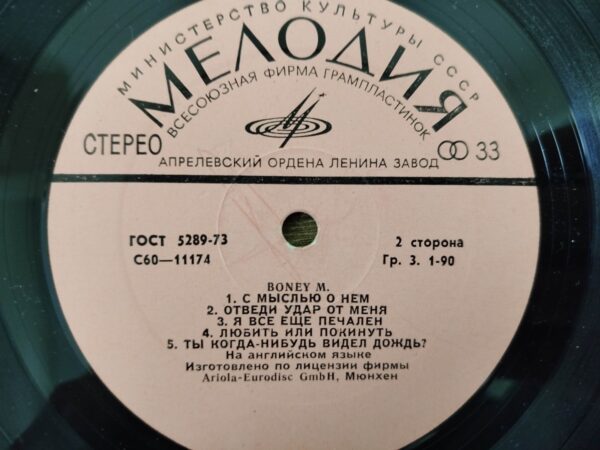 МИНИСТЕРСТВО КУЛЬТУРЫ СССР
МЕЛОДИЯ
ВСЕСОЮЗНАЯ ФИРМА ГРАМПЛАСТИНОК
СТЕРЕО
33
АПРЕЛЕВСКИЙ ОРДЕНА ЛЕНИНА ЗАВОД
ГОСТ 5289-73
2 сторона
С60—11174
Гр. 3. 1-90
BONEY M.
1. С МЫСЛЬЮ О НЕМ
2. ОТВЕДИ УДАР ОТ МЕНЯ
3. Я ВСЕ ЕЩЕ ПЕЧАЛЕН
4. ЛЮБИТЬ ИЛИ ПОКИНУТЬ
5. ТЫ КОГДА-НИБУДЬ ВИДЕЛ ДОЖДЬ?
На английском языке
Изготовлено по лицензии фирмы
Ariola-Eurodisc GmbH, Мюнхен